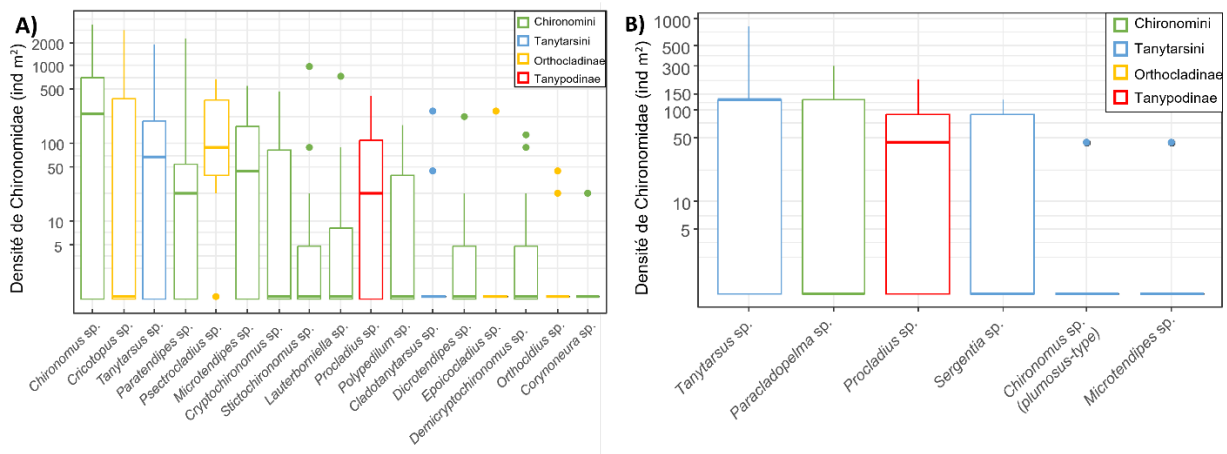 A)
Densité de Chironomidae (ind m²)
2000
1000
500
100
50
10
5
Chironomini
Tanytarsini
Orthocladinae
Tanypodinae
Chironomus sp.
Cricotopus sp.
Tanytarsus sp.
Paratendipes sp.
Psectrocladius sp.
Microtendipes sp.
Cryptochironomus sp.
Stictochironomus sp.
Lauterborniella sp.
Procladius sp.
Polypedium sp.
Cladotanytarsus sp.
Dicrotendipes sp.
Epoicocladius sp.
Demicryptochironomus sp.
Orthocldius sp.
Corynoneura sp.
B)
Densité de Chironomidae (ind m²)
1000
500
300
150
100
50
10
5
Chironomini
Tanytarsini
Orthocladinae
Tanypodinae
Tanytarsus sp.
Paracladopelma sp.
Procladius sp.
Sergentia sp.
Chironomus sp.
(plumosus-type)
Microtendipes sp.